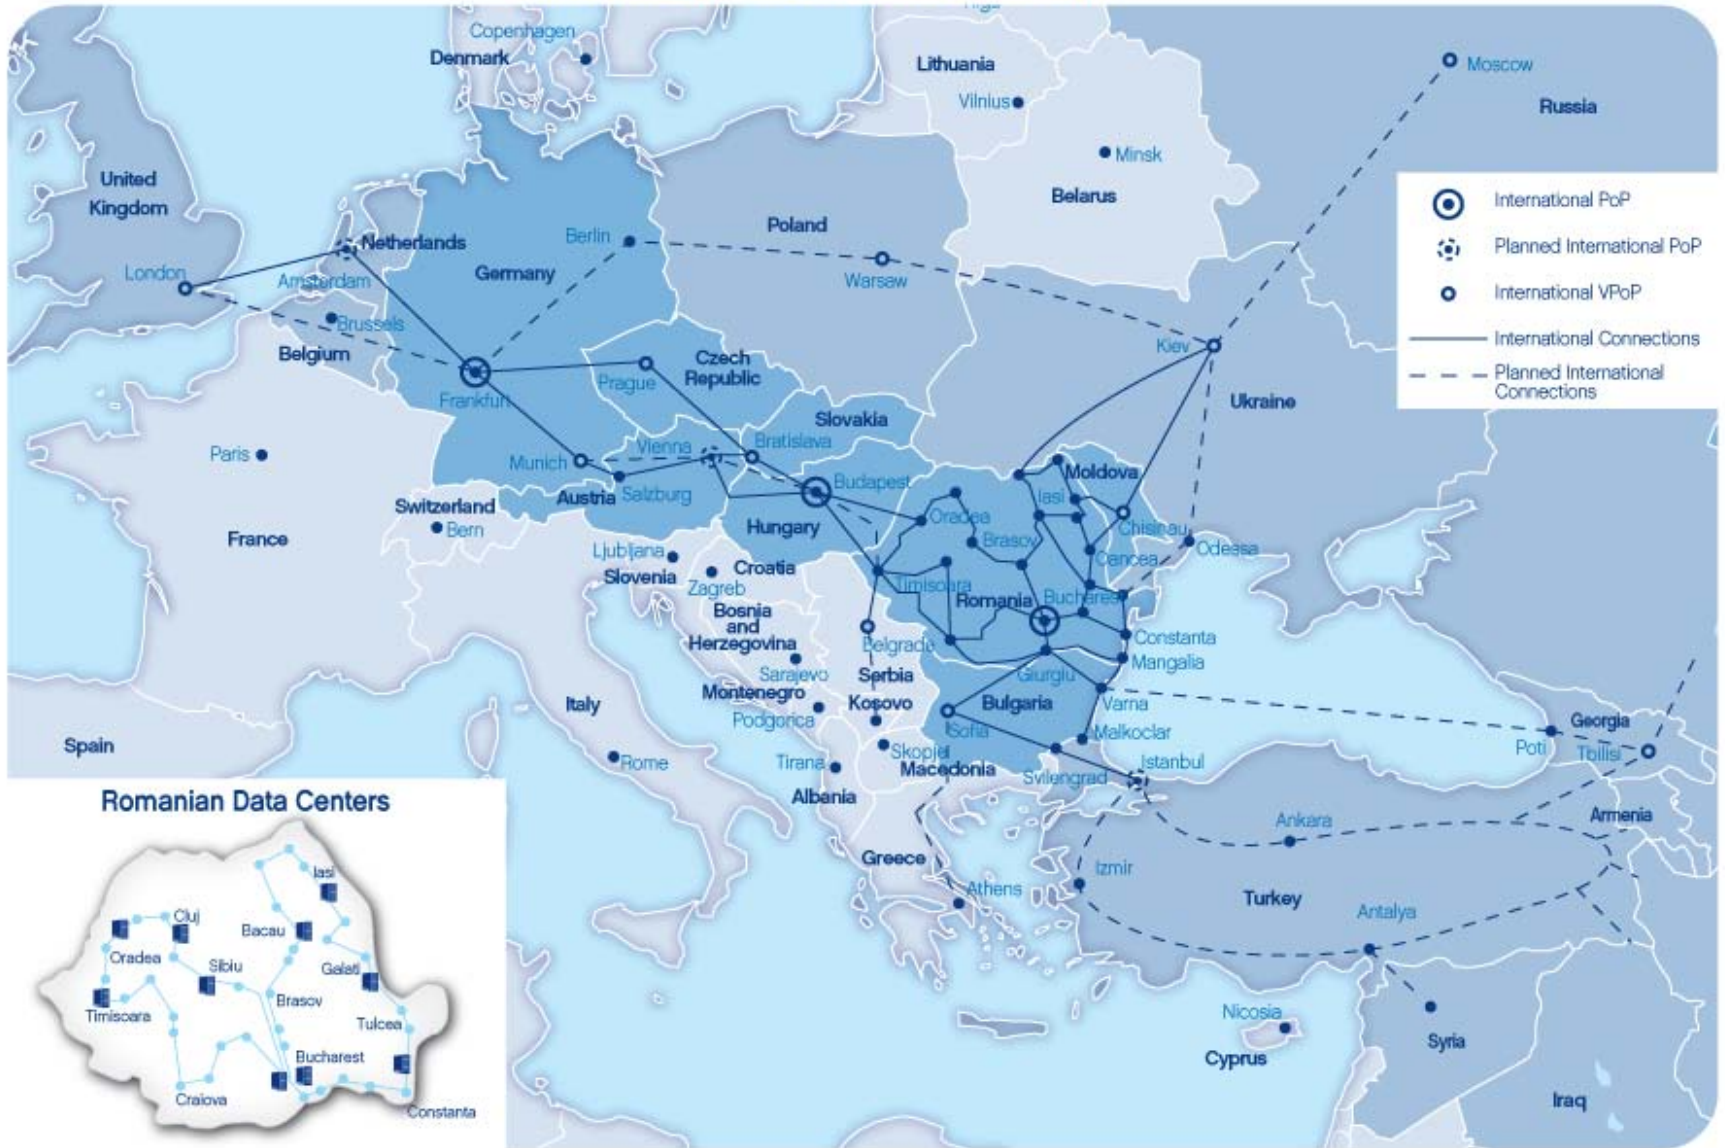 Copenhagen
Denmark
Lithuania
Vilnius
Moscow
Russia
Minsk
Belarus
United
Kingdom
Netherlands
London
Amsterdam
Berlin
Germany
Poland
Warsaw
Brussels
Belgium
Frankfurt
Prague
Czech
Republic
Kiev
Ukraine
International PoP
Planned International PoP
International VPoP
International Connections
Planned International
Connections
Slovakia
Paris
Munich
Vienna
Bratislava
Austria
Salzburg
Budapest
Moldova
Iasi
Switzerland
Bern
France
Hungary
Oradea
Chisinau
Odessa
Ljubljana
Slovenia
Croatia
Zagreb
Brasov
Oancea
Timisoara
Romania
Bucharest
Bosnia
and
Herzegovina
Belgrade
Constanta
Mangalia
Sarajevo
Serbia
Giurgiu
Montenegro
Kosovo
Bulgaria
Varna
Podgorica
Italy
Sofia
Malkoclar
Georgia
Poti
Tbilisi
Spain
Rome
Tirana
Skopje
Macedonia
Svilengrad
Istanbul
Albania
Ankara
Armenia
Greece
Athens
Izmir
Turkey
Antalya
Nicosia
Cyprus
Syria
Iraq
Romanian Data Centers
Iasi
Cluj
Bacau
Oradea
Sibiu
Galati
Brasov
Timisoara
Tulcea
Bucharest
Craiova
Constanta